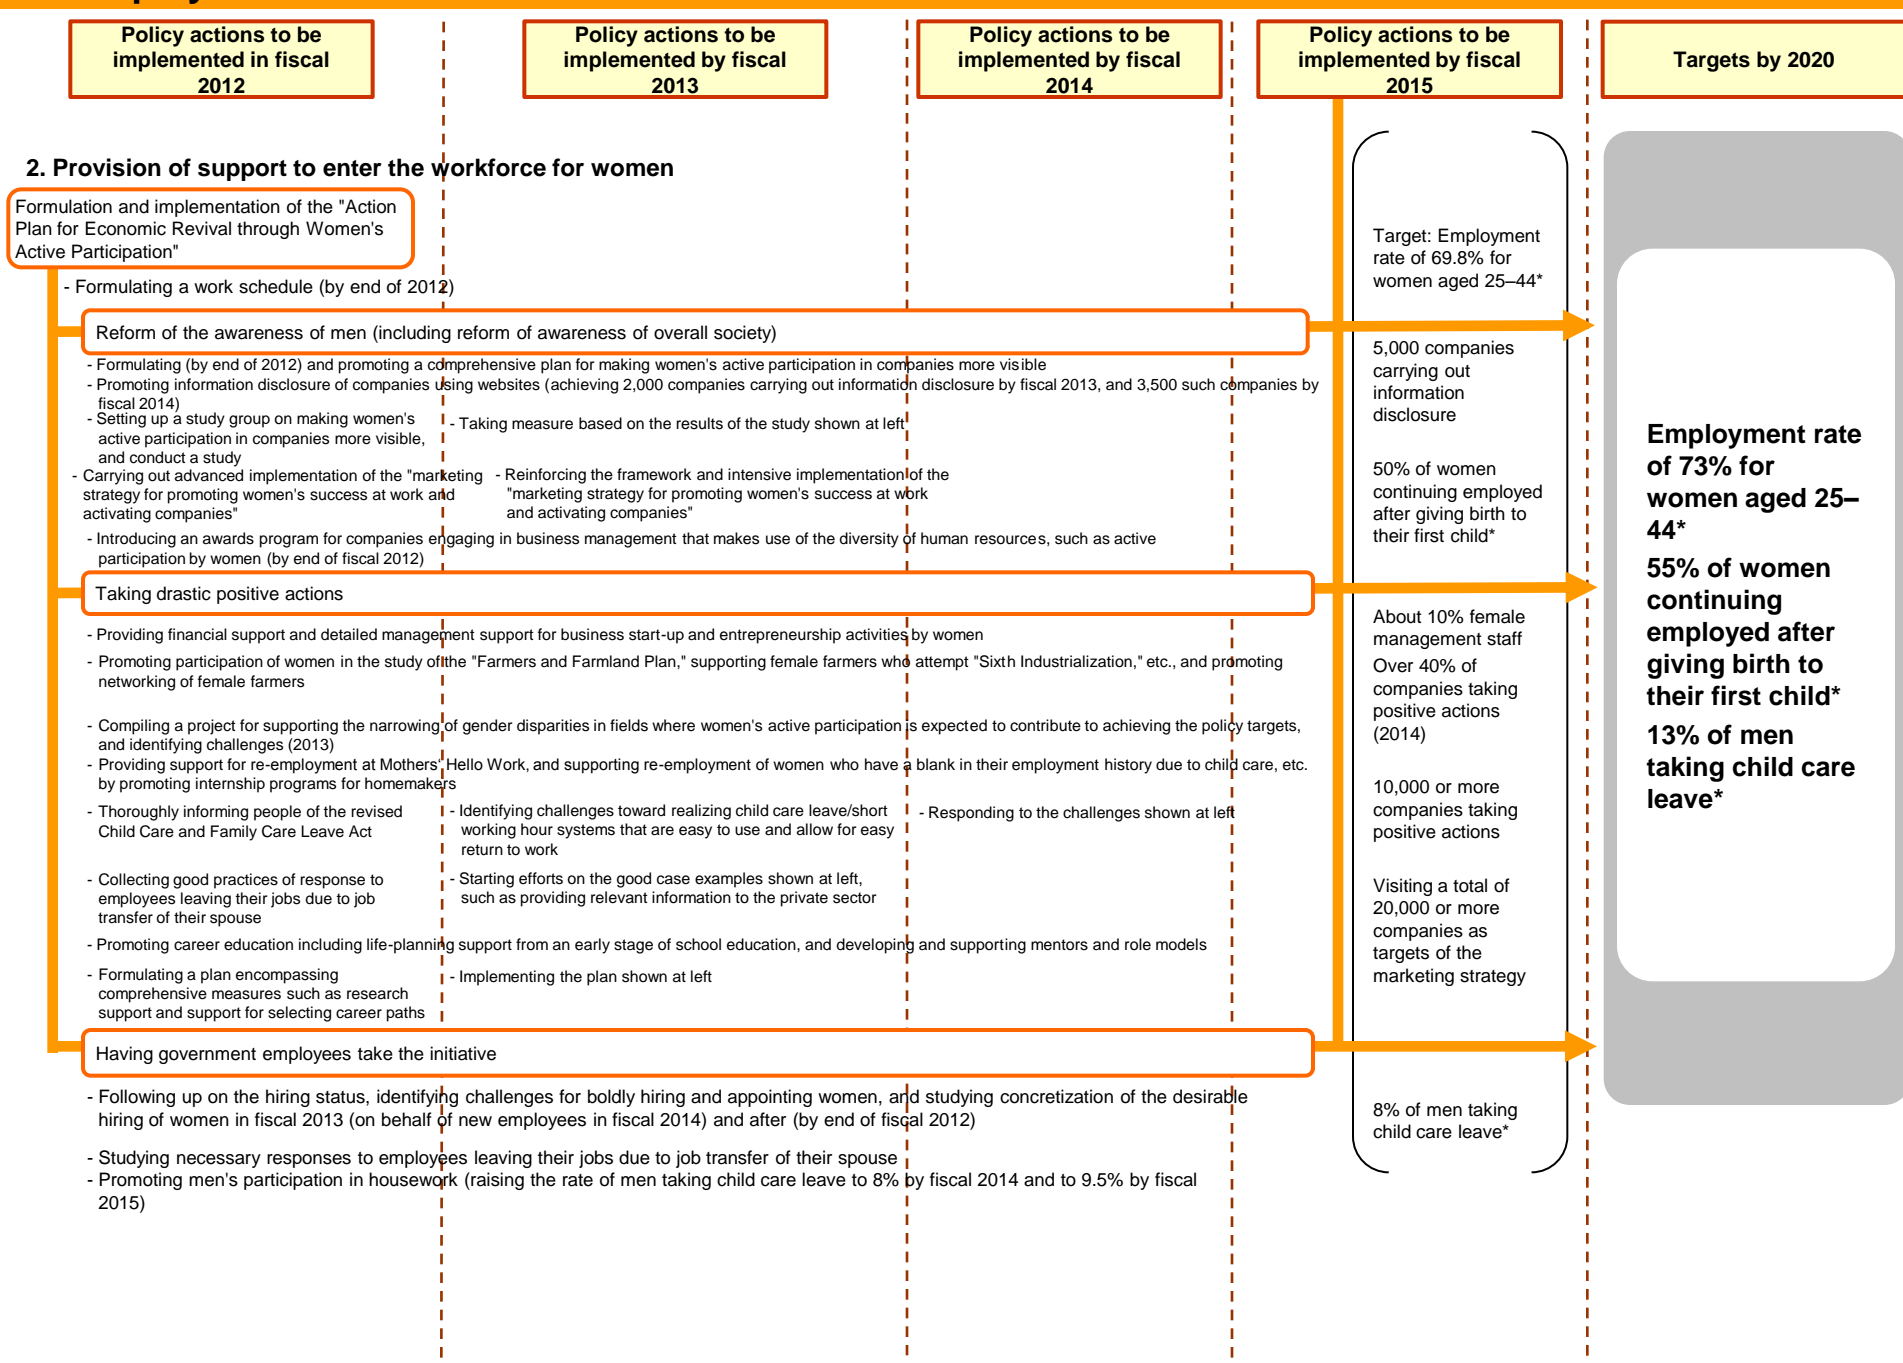 Policy actions to be
implemented in fiscal
2012
Policy actions to be
implemented by fiscal
2013
Policy actions to be
implemented by fiscal
2014
Policy actions to be
implemented by fiscal
2015
Targets by 2020
2. Provision of support to enter the workforce for women
Formulation and implementation of the "Action
Plan for Economic Revival through Women's
Active Participation"
- Formulating a work schedule (by end of 2012)
Reform of the awareness of men (including reform of awareness of overall society)
- Formulating (by end of 2012) and promoting a comprehensive plan for making women's active participation in companies more visible
- Promoting information disclosure of companies using websites (achieving 2,000 companies carrying out information disclosure by fiscal 2013, and 3,500 such companies by
fiscal 2014)
- Setting up a study group on making women's
active participation in companies more visible,
and conduct a study
- Taking measure based on the results of the study shown at left
- Carrying out advanced implementation of the "marketing
strategy for promoting women's success at work and
activating companies"
- Reinforcing the framework and intensive implementation of the
"marketing strategy for promoting women's success at work
and activating companies"
- Introducing an awards program for companies engaging in business management that makes use of the diversity of human resources, such as active
participation by women (by end of fiscal 2012)
Taking drastic positive actions
- Providing financial support and detailed management support for business start-up and entrepreneurship activities by women
- Promoting participation of women in the study of the "Farmers and Farmland Plan," supporting female farmers who attempt "Sixth Industrialization," etc., and promoting
networking of female farmers
- Compiling a project for supporting the narrowing of gender disparities in fields where women's active participation is expected to contribute to achieving the policy targets,
and identifying challenges (2013)
- Providing support for re-employment at Mothers' Hello Work, and supporting re-employment of women who have a blank in their employment history due to child care, etc.
by promoting internship programs for homemakers
- Thoroughly informing people of the revised
Child Care and Family Care Leave Act
- Identifying challenges toward realizing child care leave/short
working hour systems that are easy to use and allow for easy
return to work
- Responding to the challenges shown at left
- Collecting good practices of response to
employees leaving their jobs due to job
transfer of their spouse
- Starting efforts on the good case examples shown at left,
such as providing relevant information to the private sector
- Promoting career education including life-planning support from an early stage of school education, and developing and supporting mentors and role models
- Formulating a plan encompassing
comprehensive measures such as research
support and support for selecting career paths
- Implementing the plan shown at left
Having government employees take the initiative
- Following up on the hiring status, identifying challenges for boldly hiring and appointing women, and studying concretization of the desirable
hiring of women in fiscal 2013 (on behalf of new employees in fiscal 2014) and after (by end of fiscal 2012)
- Studying necessary responses to employees leaving their jobs due to job transfer of their spouse
- Promoting men's participation in housework (raising the rate of men taking child care leave to 8% by fiscal 2014 and to 9.5% by fiscal
2015)
Target: Employment
rate of 69.8% for
women aged 25–44*
5,000 companies
carrying out
information
disclosure
50% of women
continuing employed
after giving birth to
their first child*
About 10% female
management staff
Over 40% of
companies taking
positive actions
(2014)
10,000 or more
companies taking
positive actions
Visiting a total of
20,000 or more
companies as
targets of the
marketing strategy
8% of men taking
child care leave*
Employment rate
of 73% for
women aged 25–
44*
55% of women
continuing
employed after
giving birth to
their first child*
13% of men
taking child care
leave*